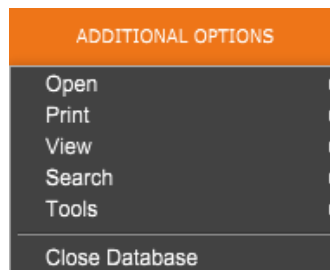 ADDITIONAL OPTIONS
Open
Print
View
Search
Tools
Close Database